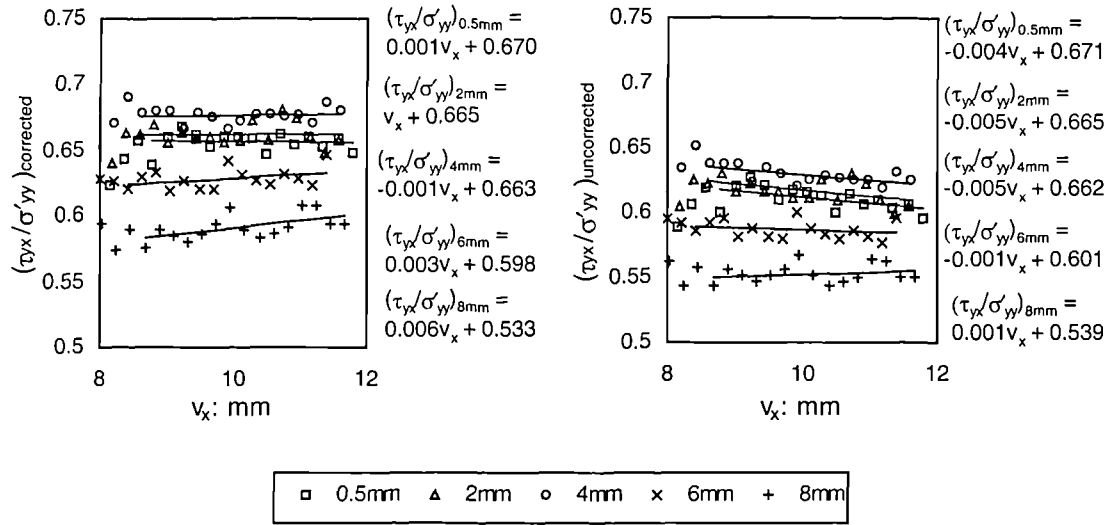 0.75
0.7
0.65
0.6
0.55
0.5
(τyx/σ′yy)corrected
8 10 12
vx: mm
(τyx/σ′yy)0.5mm =
0.001vx + 0.670
(τyx/σ′yy)2mm =
vx + 0.665
(τyx/σ′yy)4mm =
-0.001vx + 0.663
(τyx/σ′yy)6mm =
0.003vx + 0.598
(τyx/σ′yy)8mm =
0.006vx + 0.533
0.75
0.7
0.65
0.6
0.55
0.5
(τyx/σ′yy)uncorrected
8 10 12
vx: mm
(τyx/σ′yy)0.5mm =
-0.004vx + 0.671
(τyx/σ′yy)2mm =
-0.005vx + 0.665
(τyx/σ′yy)4mm =
-0.005vx + 0.662
(τyx/σ′yy)6mm =
-0.001vx + 0.601
(τyx/σ′yy)8mm =
0.001vx + 0.539
0.5mm 2mm 4mm 6mm 8mm